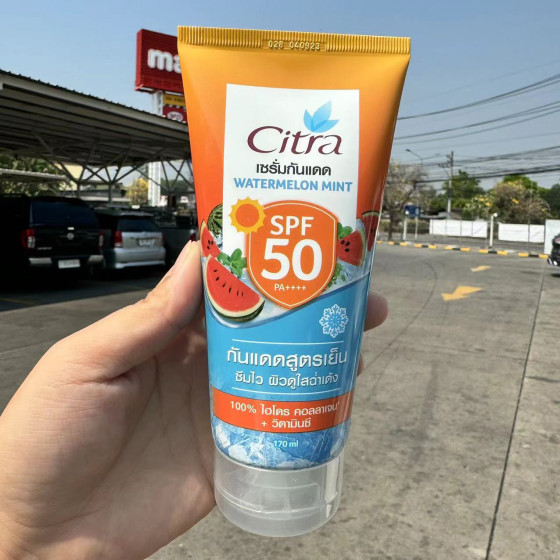 028_040923
ma
Citra
เซรั่มกันแดด
WATERMELON MINT
SPF
50
PA++++
กันแดดสูตรเย็น
ซึมไว ผิวดูใสฉ่ำเด้ง
100% ไฮโดร คอลลาเจน*
+ วิตามินซี
170 ml